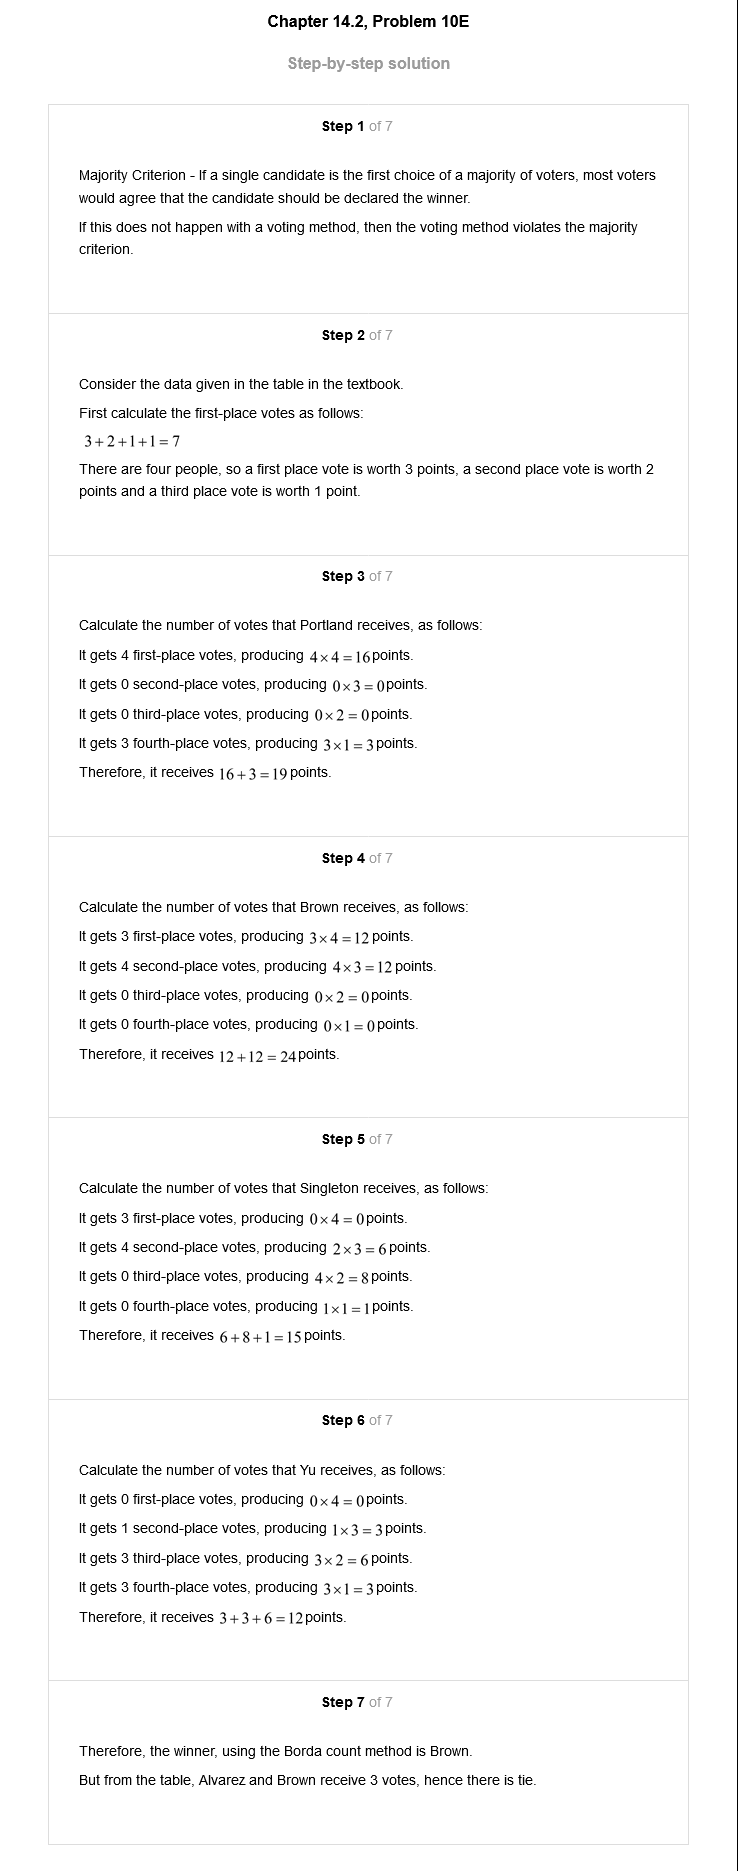 Chapter 14.2, Problem 10E
Step-by-step solution
Step 1 of 7
Majority Criterion - If a single candidate is the first choice of a majority of voters, most voters
would agree that the candidate should be declared the winner.
If this does not happen with a voting method, then the voting method violates the majority
criterion.
Step 2 of 7
Consider the data given in the table in the textbook.
First calculate the first-place votes as follows:
3+2+1+1=7
There are four people, so a first place vote is worth 3 points, a second place vote is worth 2
points and a third place vote is worth 1 point.
Step 3 of 7
Calculate the number of votes that Portland receives, as follows:
It gets 4 first-place votes, producing 4×4=16 points.
It gets 0 second-place votes, producing 0×3=0 points.
It gets 0 third-place votes, producing 0×2=0 points.
It gets 3 fourth-place votes, producing 3×1=3 points.
Therefore, it receives 16+3=19 points.
Step 4 of 7
Calculate the number of votes that Brown receives, as follows:
It gets 3 first-place votes, producing 3×4=12 points.
It gets 4 second-place votes, producing 4×3=12 points.
It gets 0 third-place votes, producing 0×2=0 points.
It gets 0 fourth-place votes, producing 0×1=0 points.
Therefore, it receives 12+12=24 points.
Step 5 of 7
Calculate the number of votes that Singleton receives, as follows:
It gets 3 first-place votes, producing 0×4=0 points.
It gets 4 second-place votes, producing 2×3=6 points.
It gets 0 third-place votes, producing 4×2=8 points.
It gets 0 fourth-place votes, producing 1×1=1 points.
Therefore, it receives 6+8+1=15 points.
Step 6 of 7
Calculate the number of votes that Yu receives, as follows:
It gets 0 first-place votes, producing 0×4=0 points.
It gets 1 second-place votes, producing 1×3=3 points.
It gets 3 third-place votes, producing 3×2=6 points.
It gets 3 fourth-place votes, producing 3×1=3 points.
Therefore, it receives 3+3+6=12 points.
Step 7 of 7
Therefore, the winner, using the Borda count method is Brown.
But from the table, Alvarez and Brown receive 3 votes, hence there is tie.